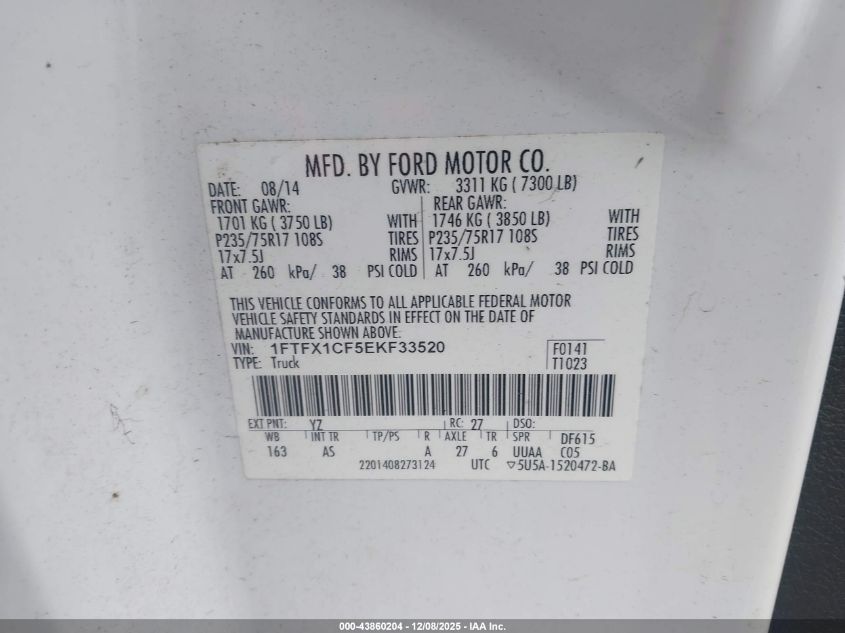 MFD. BY FORD MOTOR CO.
DATE: 08/14 GVWR: 3311 KG ( 7300 LB)
FRONT GAWR: REAR GAWR:
1701 KG ( 3750 LB) WITH 1746 KG ( 3850 LB) WITH
P235/75R17 108S TIRES P235/75R17 108S TIRES
17x7.5J RIMS 17x7.5J RIMS
AT 260 kPa/ 38 PSI COLD AT 260 kPa/ 38 PSI COLD
THIS VEHICLE CONFORMS TO ALL APPLICABLE FEDERAL MOTOR
VEHICLE SAFETY STANDARDS IN EFFECT ON THE DATE OF
MANUFACTURE SHOWN ABOVE.
VIN: 1FTFX1CF5EKF33520 F0141
TYPE: Truck T1023
EXT PNT: YZ RC: 27 DSO:
WB INT TR TP/PS R AXLE TR SPR DF615
163 AS A 27 6 UUAA C05
2201408273124 UTC ▽5U5A-1520472-BA
000-43860204 - 12/08/2025 - IAA Inc.